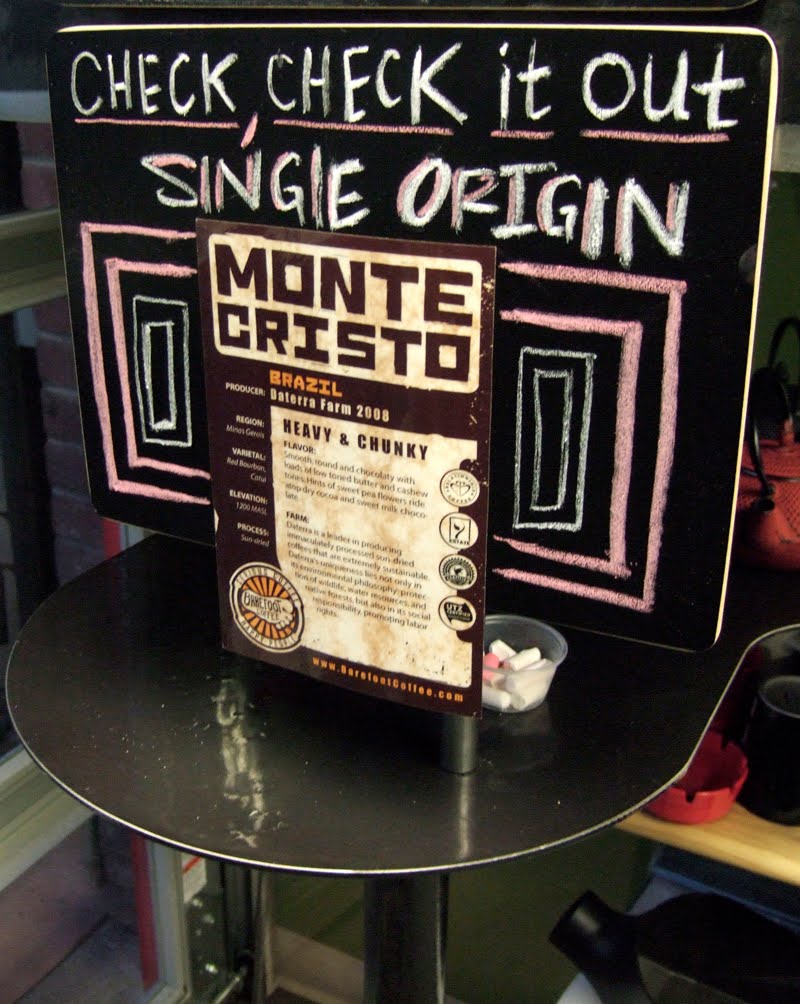 CHECK CHECK it out
SINGlE ORIGIN
MONTE
CRISTO
BRAZIL
PRODUCER: Daterra Farm 2008
REGION:
Minas Gerais
VARIETAL:
Red Bourbon,
Catui
ELEVATION:
1200 MASL
PROCESS:
Sun-dried
HEAVY & CHUNKY
FLAVOR:
Smooth, round and chocolaty with
loads of low toned butter and cashew
tones. Hints of sweet pea flowers ride
atop dry cocoa and sweet milk choco-
late.
FARM:
Daterra is a leader in producing
immaculately processed sun-dried
coffees that are extremely sustainable.
Daterra's uniqueness lies not only in
its environmental philosophy: protec-
tion of wildlife, water resources, and
native forests, but also in its social
responsibility, promoting labor
rights.
BAREFOOT
COFFEE
UTZ
www.BarefootCoffee.com